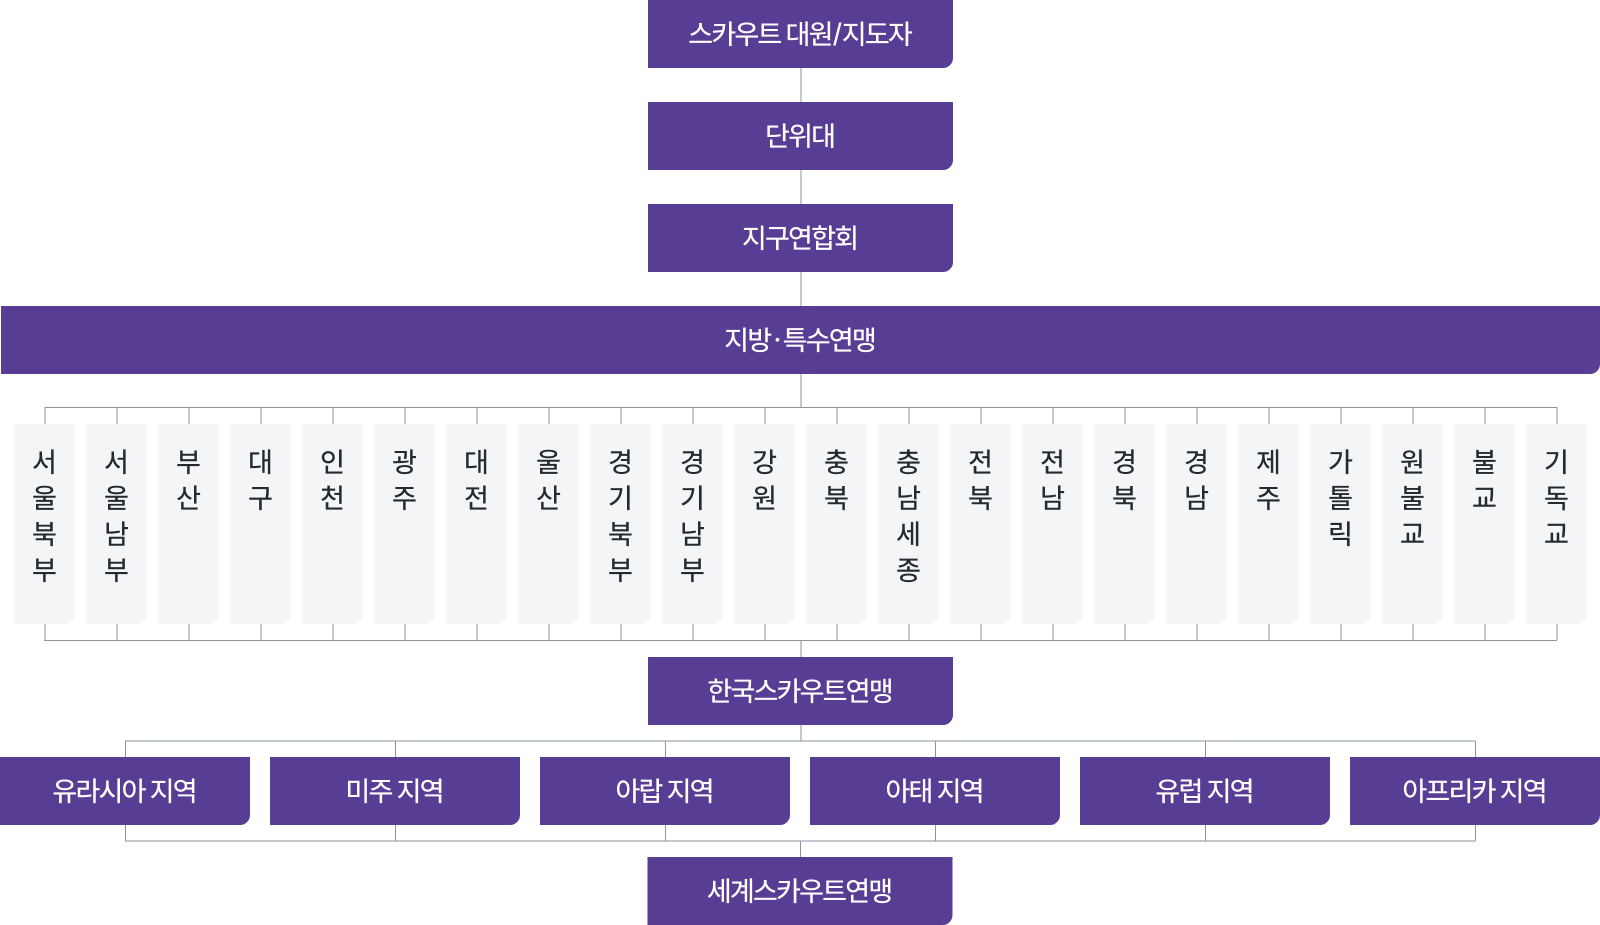 스카우트 대원/지도자
단위대
지구연합회
지방·특수연맹
서울북부
서울남부
부산
대구
인천
광주
대전
울산
경기북부
경기남부
강원
충북
충남세종
전북
전남
경북
경남
제주
가톨릭
원불교
불교
기독교
한국스카우트연맹
유라시아 지역
미주 지역
아랍 지역
아태 지역
유럽 지역
아프리카 지역
세계스카우트연맹